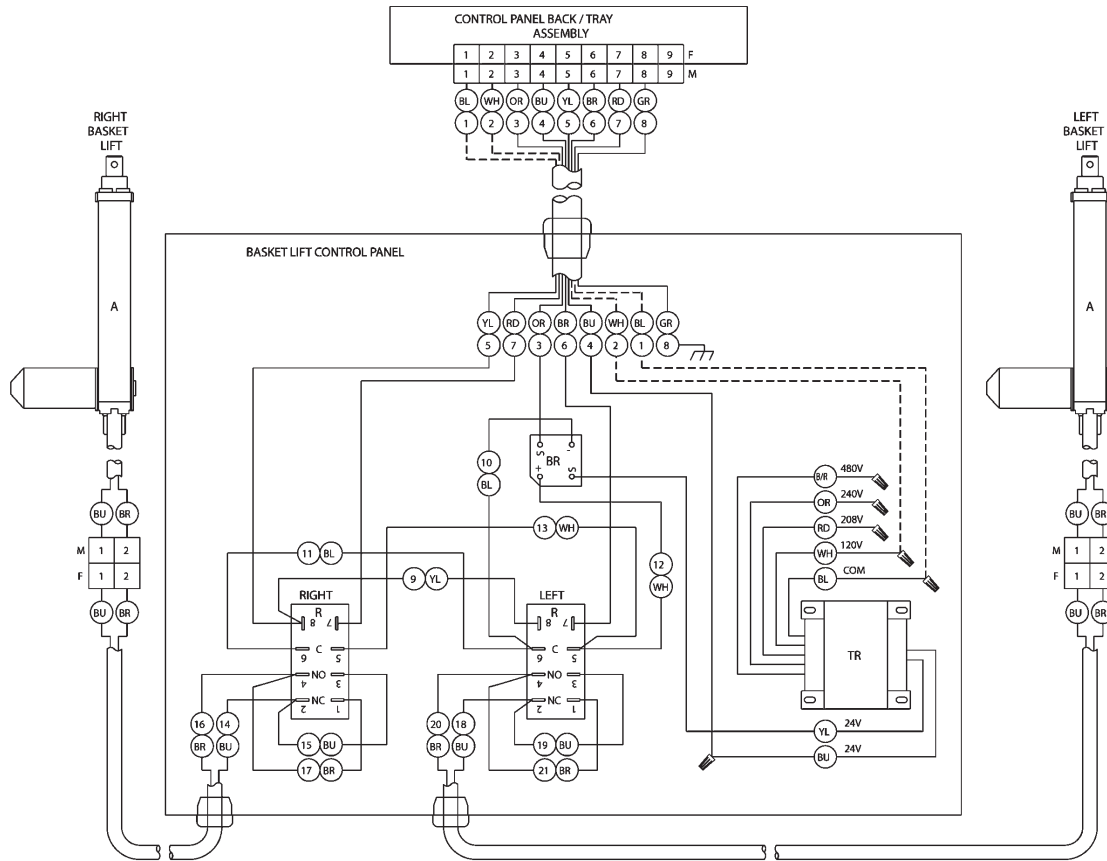 CONTROL PANEL BACK / TRAY
ASSEMBLY
1 2 3 4 5 6 7 8 9 F
1 2 3 4 5 6 7 8 9 M
BL WH OR BU YL BR RD GR
1 2 3 4 5 6 7 8
RIGHT
BASKET
LIFT
LEFT
BASKET
LIFT
BASKET LIFT CONTROL PANEL
A
A
YL RD OR BR BU WH BL GR
5 7 3 6 4 2 1 8
S -
BR
+ S
10
BL
13 WH
11 BL
9 YL
12
WH
B/R 480V
OR 240V
RD 208V
WH 120V
BL COM
TR
YL 24V
BU 24V
BU BR
M 1 2
F 1 2
BU BR
BU BR
M 1 2
F 1 2
BU BR
RIGHT
R
8 7
6 C 5
4 NO 3
2 NC 1
LEFT
R
8 7
6 C 5
4 NO 3
2 NC 1
16 14
BR BU
15 BU
17 BR
20 18
BR BU
19 BU
21 BR